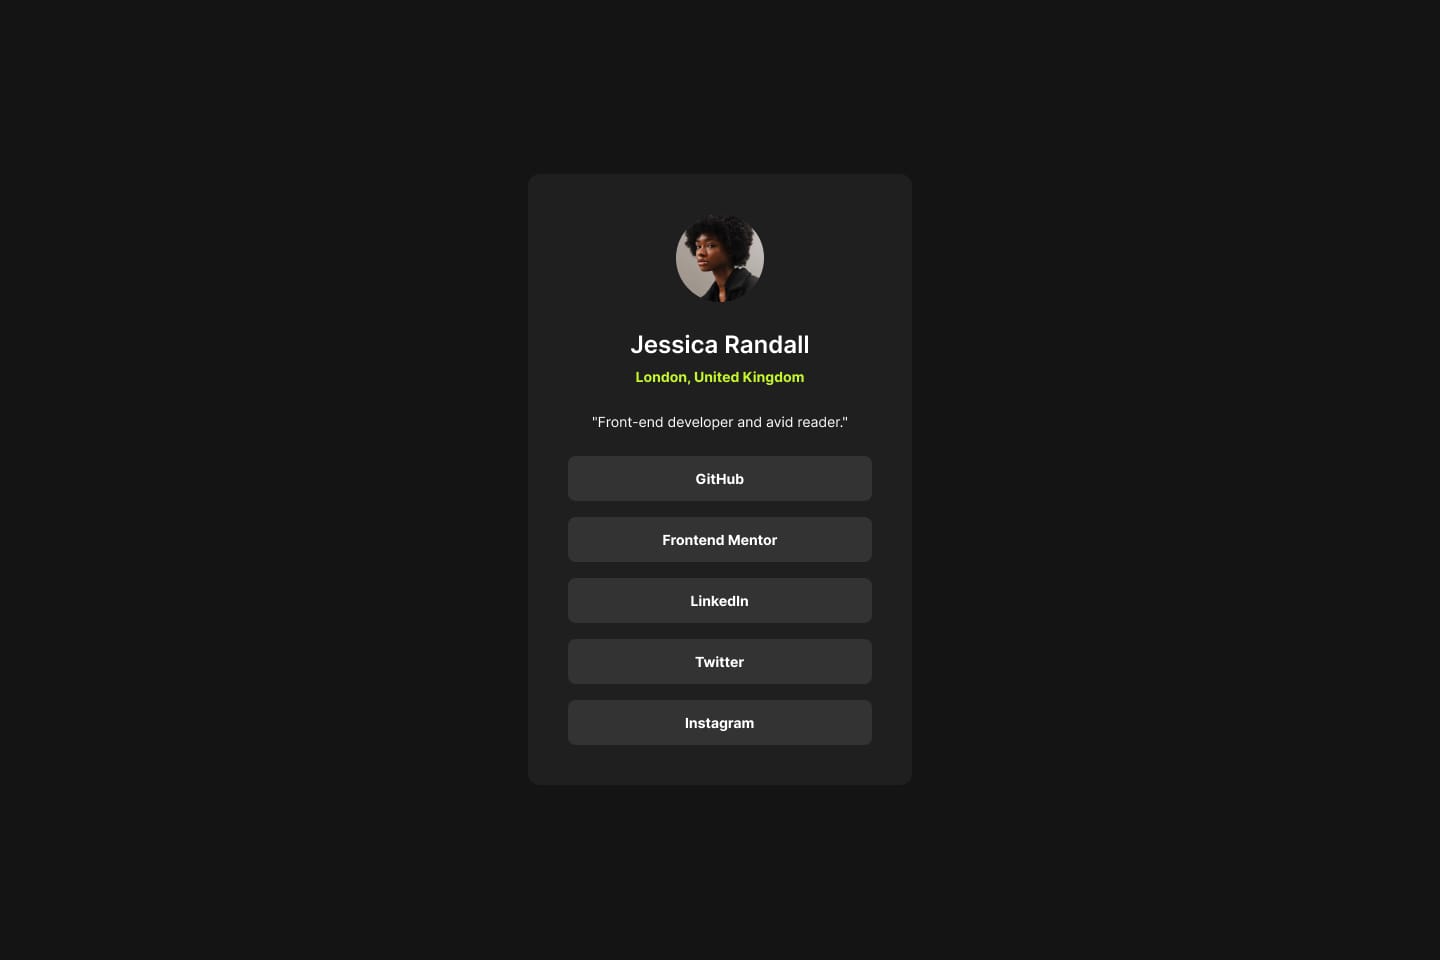 Jessica Randall
London, United Kingdom
"Front-end developer and avid reader."
GitHub
Frontend Mentor
LinkedIn
Twitter
Instagram